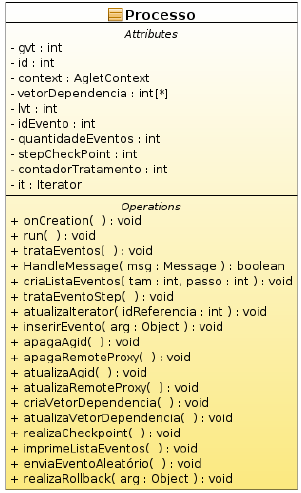 Processo
Attributes
- gvt : int
- id : int
- context : AgletContext
- vetorDependencia : int[*]
- lvt : int
- idEvento : int
- quantidadeEventos : int
- stepCheckPoint : int
- contadorTratamento : int
- it : Iterator
Operations
+ onCreation( ) : void
+ run( ) : void
+ trataEventos( ) : void
+ HandleMessage( msg : Message ) : boolean
+ criaListaEventos( tam : int, passo : int ) : void
+ trataEventoStep( ) : void
+ atualizaIterator( idReferencia : int ) : void
+ inserirEvento( arg : Object ) : void
+ apagaAgid( ) : void
+ apagaRemoteProxy( ) : void
+ atualizaAgid( ) : void
+ atualizaRemoteProxy( ) : void
+ criaVetorDependencia( ) : void
+ atualizaVetorDependencia( ) : void
+ realizaCheckpoint( ) : void
+ imprimeListaEventos( ) : void
+ enviaEventoAleatório( ) : void
+ realizaRollback( arg : Object ) : void